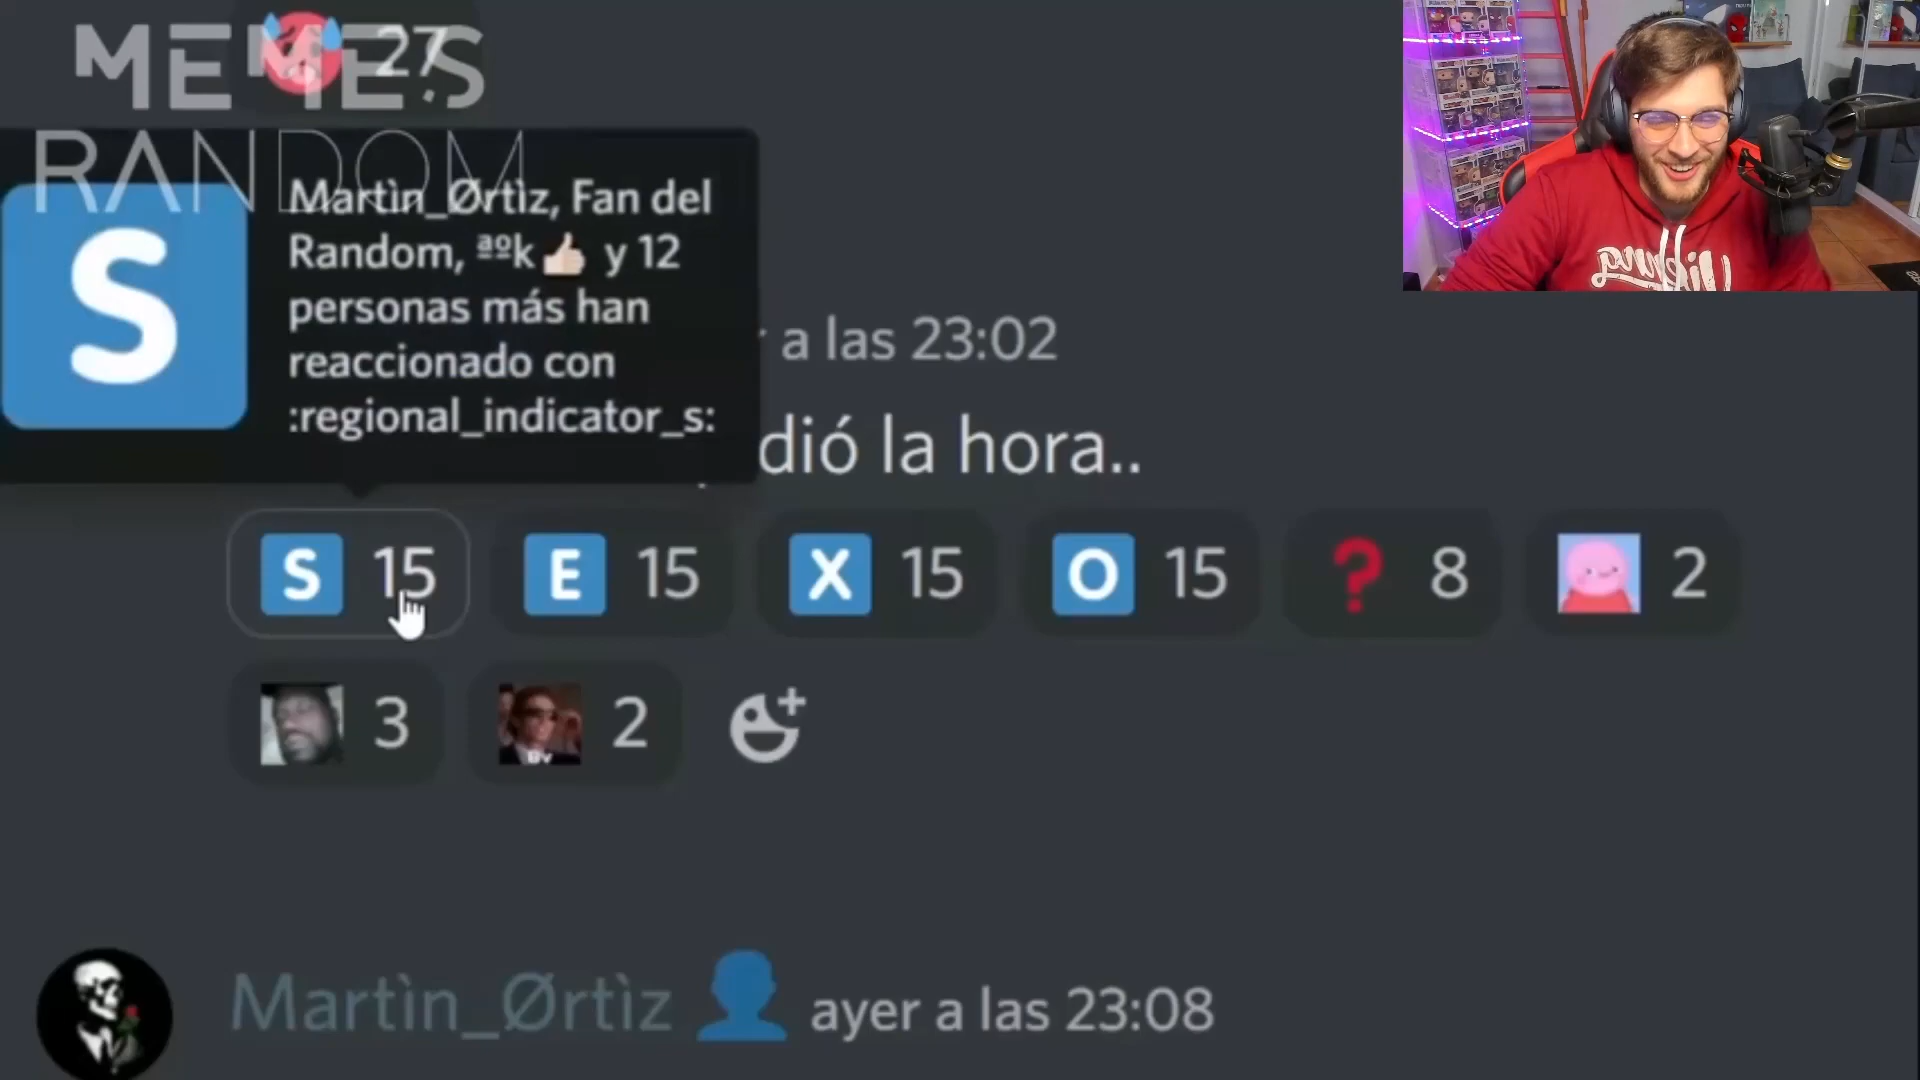 MEMES
27
RANDOM
Martìn_Ørtìz, Fan del
Random, ªºk 👍🏻 y 12
personas más han
reaccionado con
:regional_indicator_s:
S
a las 23:02
dió la hora..
S 15 E 15 X 15 O 15 ❓ 8 2
3 2
Martìn_Ørtìz 👤 ayer a las 23:08